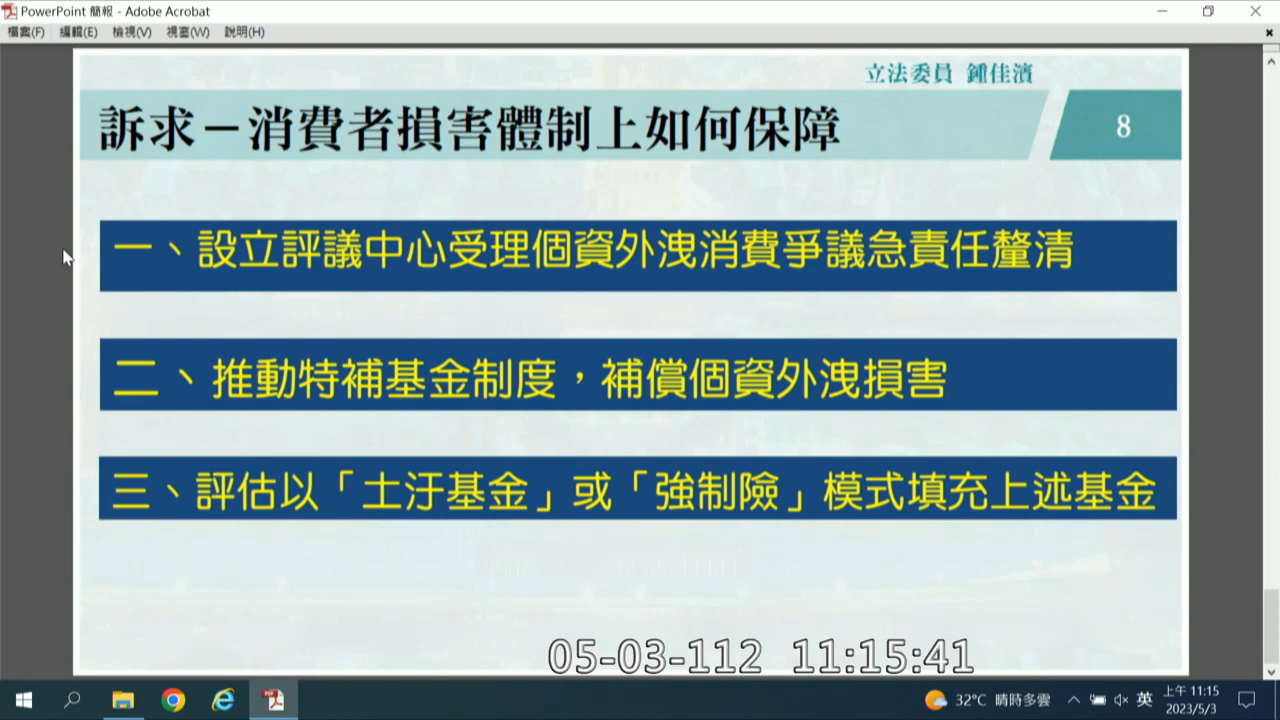 PowerPoint 簡報 - Adobe Acrobat
檔案(F) 編輯(E) 檢視(V) 視窗(W) 說明(H)
立法委員 鍾佳濱
訴求－消費者損害體制上如何保障
8
一、設立評議中心受理個資外洩消費爭議急責任釐清
二、推動特補基金制度，補償個資外洩損害
三、評估以「土汙基金」或「強制險」模式填充上述基金
05-03-112 11:15:41
32°C 晴時多雲
英
上午 11:15
2023/5/3